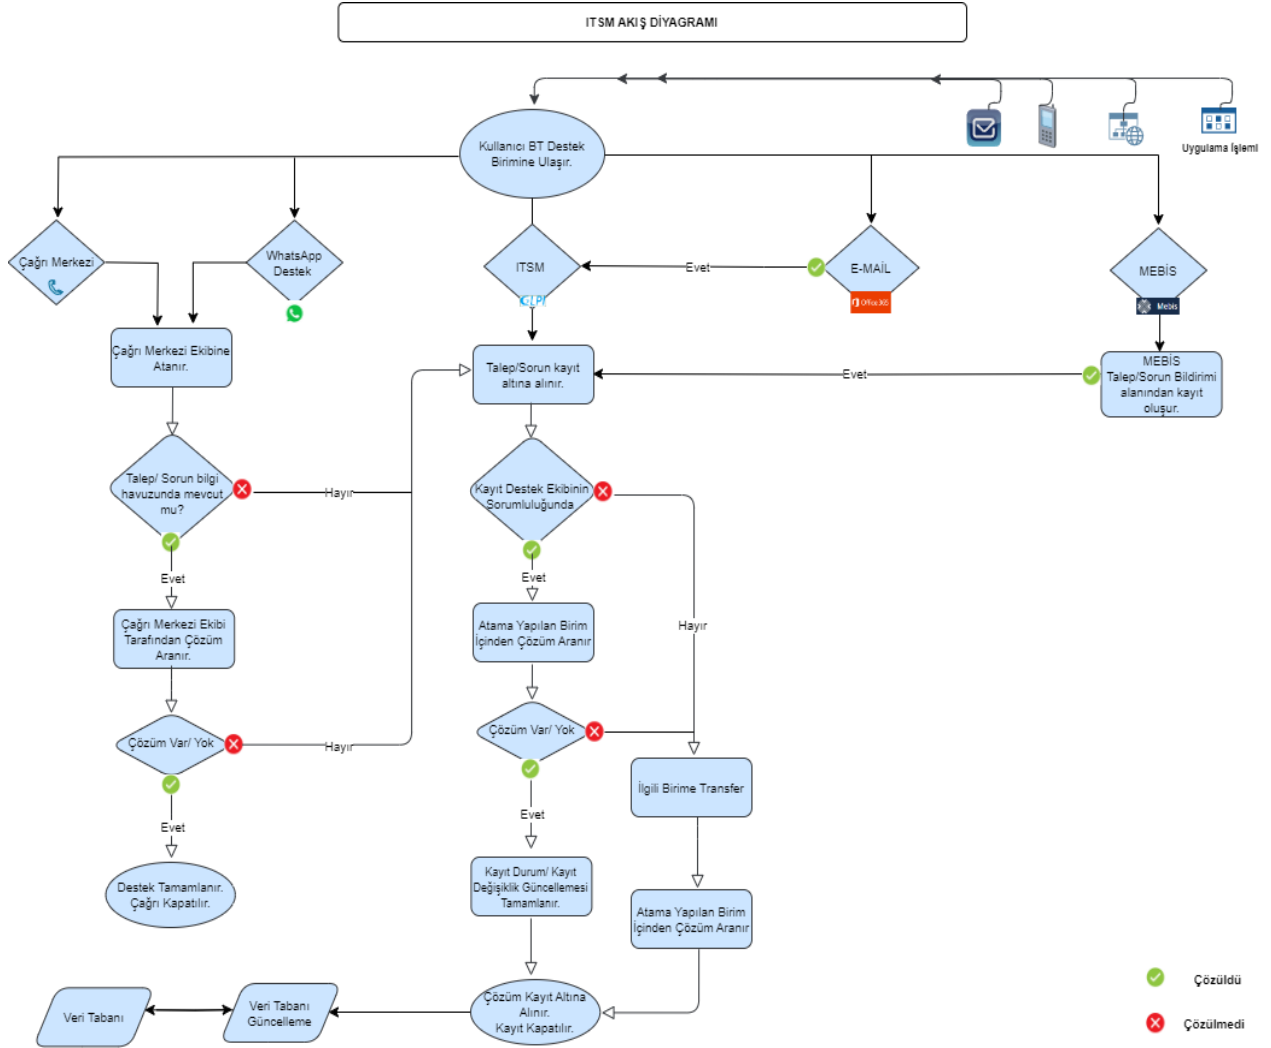 ITSM AKIŞ DİYAGRAMI
Uygulama İşlemi
Kullanıcı BT Destek
Birimine Ulaşır.
Çağrı Merkezi
WhatsApp
Destek
ITSM
GLPI
Evet
E-MAİL
Office 365
MEBİS
Mebis
Çağrı Merkezi Ekibine
Atanır.
Talep/Sorun kayıt
altına alınır.
Evet
MEBİS
Talep/Sorun Bildirimi
alanından kayıt
oluşur.
Talep/ Sorun bilgi
havuzunda mevcut
mu?
Hayır
Kayıt Destek Ekibinin
Sorumluluğunda
Evet
Evet
Hayır
Çağrı Merkezi Ekibi
Tarafından Çözüm
Aranır.
Atama Yapılan Birim
İçinden Çözüm Aranır
Çözüm Var/ Yok
Hayır
Çözüm Var/ Yok
İlgili Birime Transfer
Evet
Evet
Destek Tamamlanır.
Çağrı Kapatılır.
Kayıt Durum/ Kayıt
Değişiklik Güncellemesi
Tamamlanır.
Atama Yapılan Birim
İçinden Çözüm Aranır
Veri Tabanı
Veri Tabanı
Güncelleme
Çözüm Kayıt Altına
Alınır.
Kayıt Kapatılır.
Çözüldü
Çözülmedi